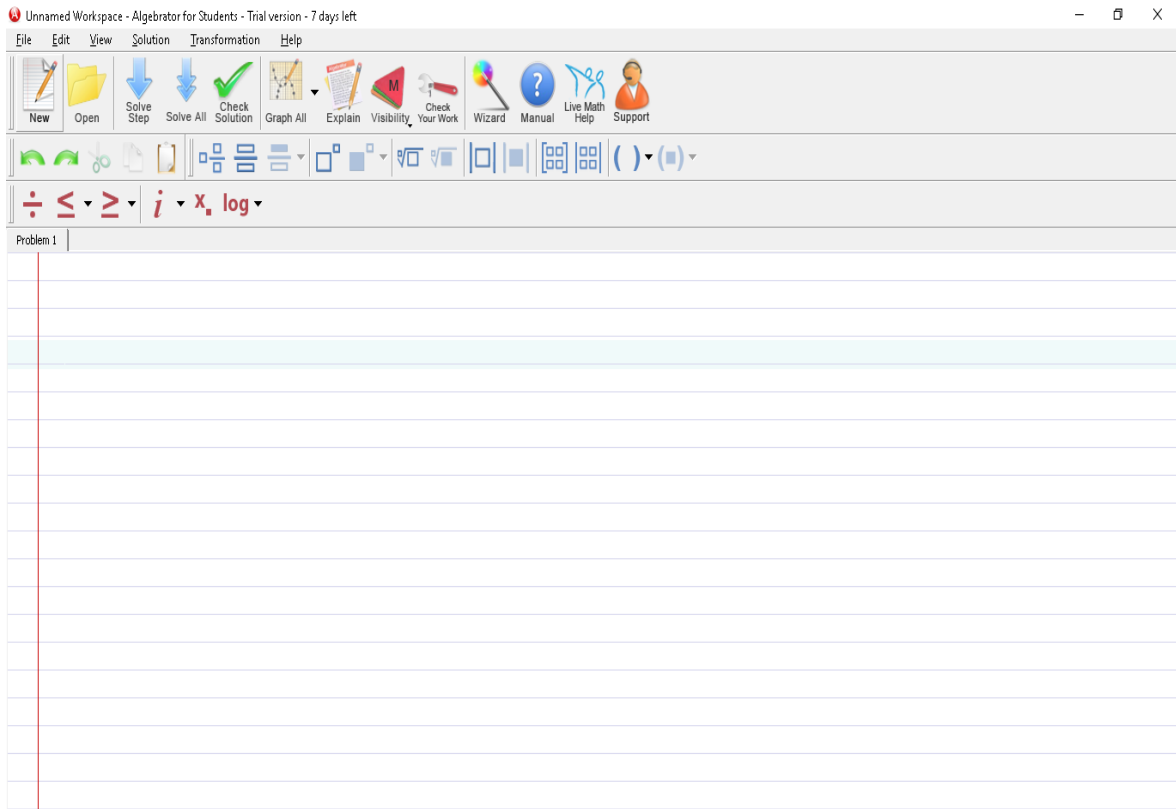 Unnamed Workspace - Algebrator for Students - Trial version - 7 days left
File Edit View Solution Transformation Help
New Open Solve Step Solve All Check Solution Graph All Explain Visibility Check Your Work Wizard Manual Live Math Help Support
÷ ≤ ≥ i x log
Problem 1